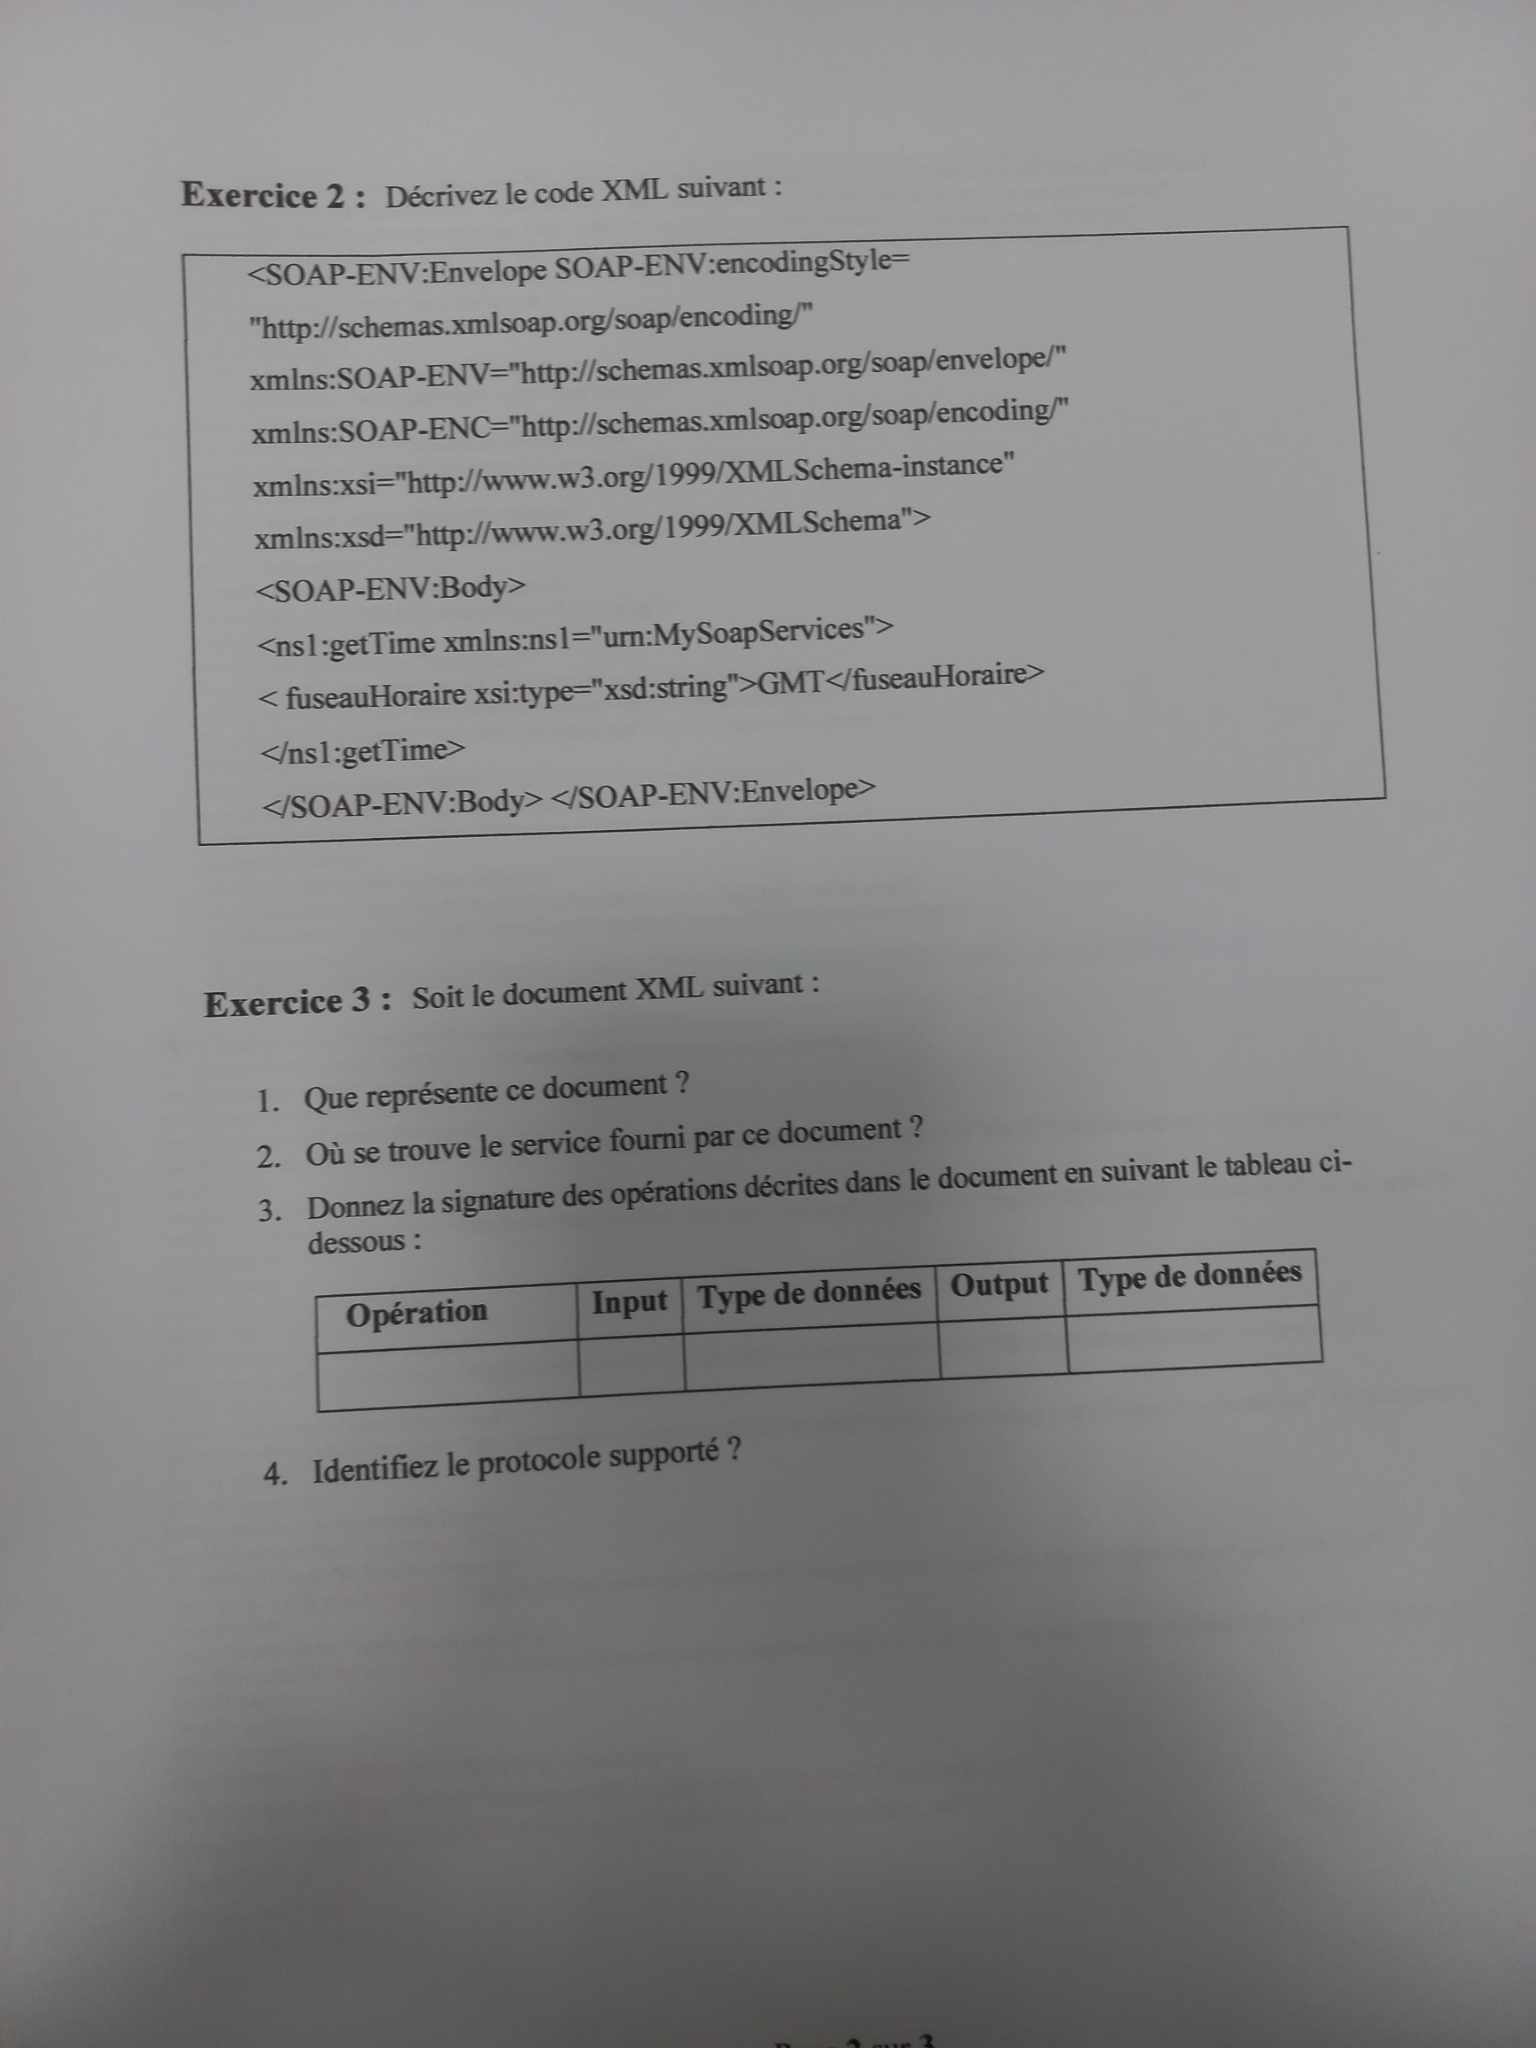 Exercice 2 : Décrivez le code XML suivant :
<SOAP-ENV:Envelope SOAP-ENV:encodingStyle=
"http://schemas.xmlsoap.org/soap/encoding/"
xmlns:SOAP-ENV="http://schemas.xmlsoap.org/soap/envelope/"
xmlns:SOAP-ENC="http://schemas.xmlsoap.org/soap/encoding/"
xmlns:xsi="http://www.w3.org/1999/XMLSchema-instance"
xmlns:xsd="http://www.w3.org/1999/XMLSchema">
<SOAP-ENV:Body>
<ns1:getTime xmlns:ns1="urn:MySoapServices">
< fuseauHoraire xsi:type="xsd:string">GMT</fuseauHoraire>
</ns1:getTime>
</SOAP-ENV:Body> </SOAP-ENV:Envelope>
Exercice 3 : Soit le document XML suivant :
1. Que représente ce document ?
2. Où se trouve le service fourni par ce document ?
3. Donnez la signature des opérations décrites dans le document en suivant le tableau ci-
dessous :
Opération Input Type de données Output Type de données
4. Identifiez le protocole supporté ?
Page 2 sur 3